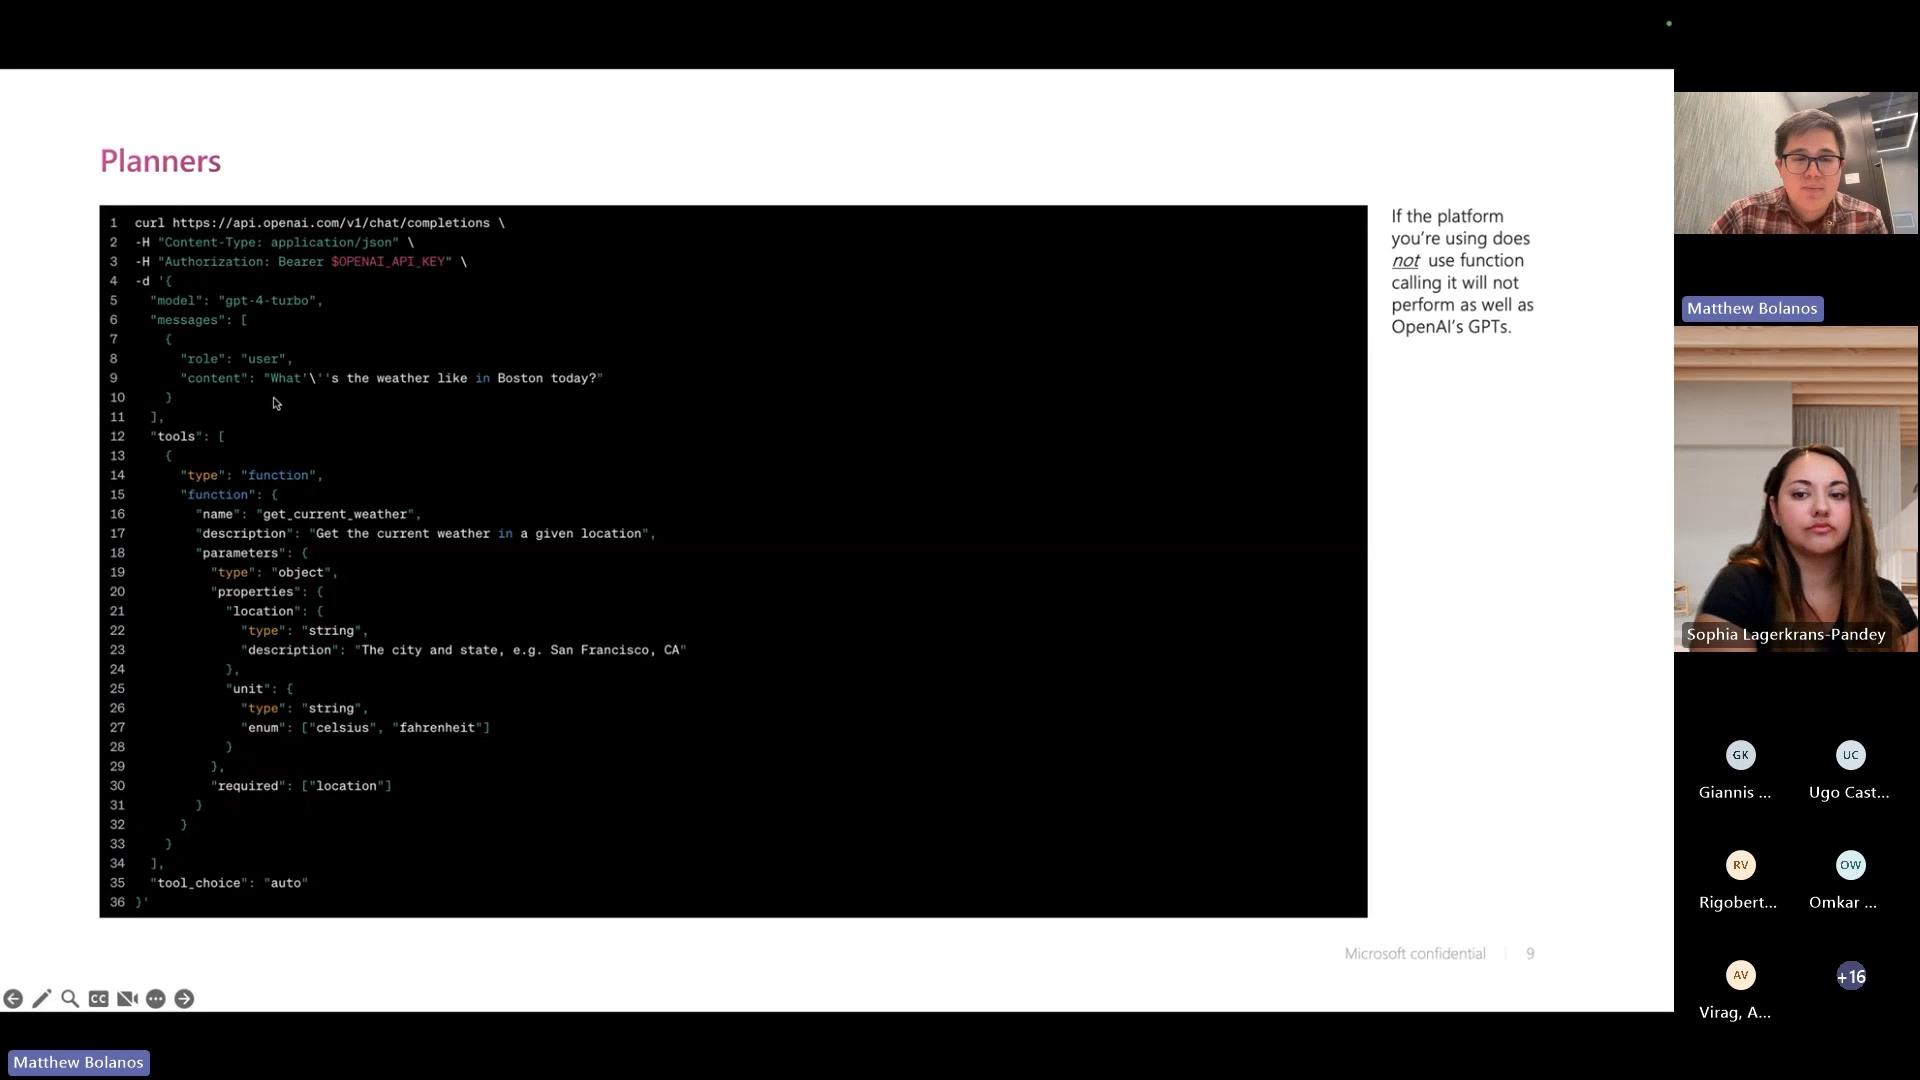 Planners
1 curl https://api.openai.com/v1/chat/completions \
2 -H "Content-Type: application/json" \
3 -H "Authorization: Bearer $OPENAI_API_KEY" \
4 -d '{
5 "model": "gpt-4-turbo",
6 "messages": [
7 {
8 "role": "user",
9 "content": "What'\''s the weather like in Boston today?"
10 }
11 ],
12 "tools": [
13 {
14 "type": "function",
15 "function": {
16 "name": "get_current_weather",
17 "description": "Get the current weather in a given location",
18 "parameters": {
19 "type": "object",
20 "properties": {
21 "location": {
22 "type": "string",
23 "description": "The city and state, e.g. San Francisco, CA"
24 },
25 "unit": {
26 "type": "string",
27 "enum": ["celsius", "fahrenheit"]
28 }
29 },
30 "required": ["location"]
31 }
32 }
33 }
34 ],
35 "tool_choice": "auto"
36 }'
If the platform
you're using does
not use function
calling it will not
perform as well as
OpenAI's GPTs.
Microsoft confidential 9
CC
Matthew Bolanos
Matthew Bolanos
Sophia Lagerkrans-Pandey
GK UC
Giannis ... Ugo Cast...
RV OW
Rigobert... Omkar ...
AV +16
Virag, A...